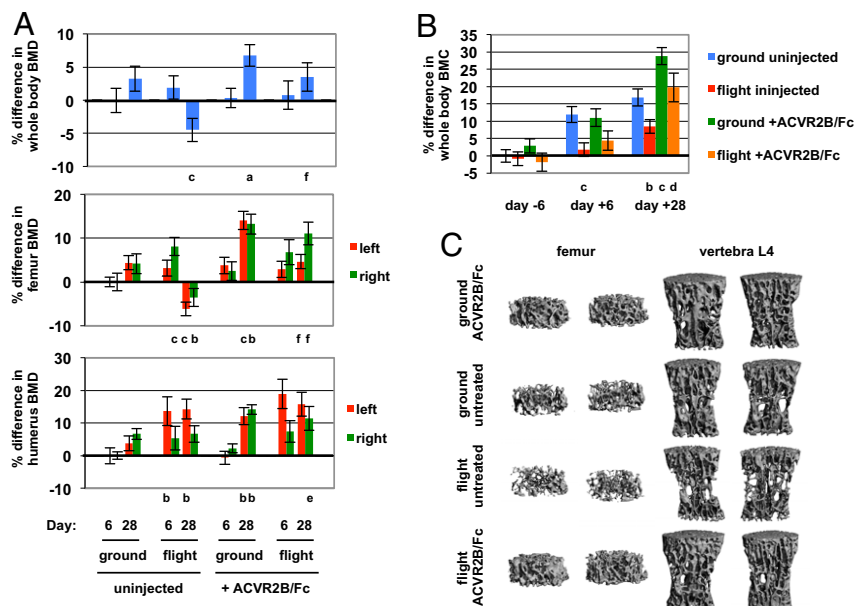 A
% difference in
whole body BMD
10
5
0
-5
-10
c
a
f
% difference in
femur BMD
20
10
0
-10
left
right
c c b
c b
f f
% difference in
humerus BMD
30
20
10
0
-10
left
right
b
b
b b
e
Day:
6 28
6 28
6 28
6 28
ground
flight
ground
flight
uninjected
+ ACVR2B/Fc
B
% difference in
whole body BMC
35
30
25
20
15
10
5
0
-5
c
b c d
day -6
day +6
day +28
ground uninjected
flight ininjected
ground +ACVR2B/Fc
flight +ACVR2B/Fc
C
femur
vertebra L4
ground
ACVR2B/Fc
ground
untreated
flight
untreated
flight
ACVR2B/Fc